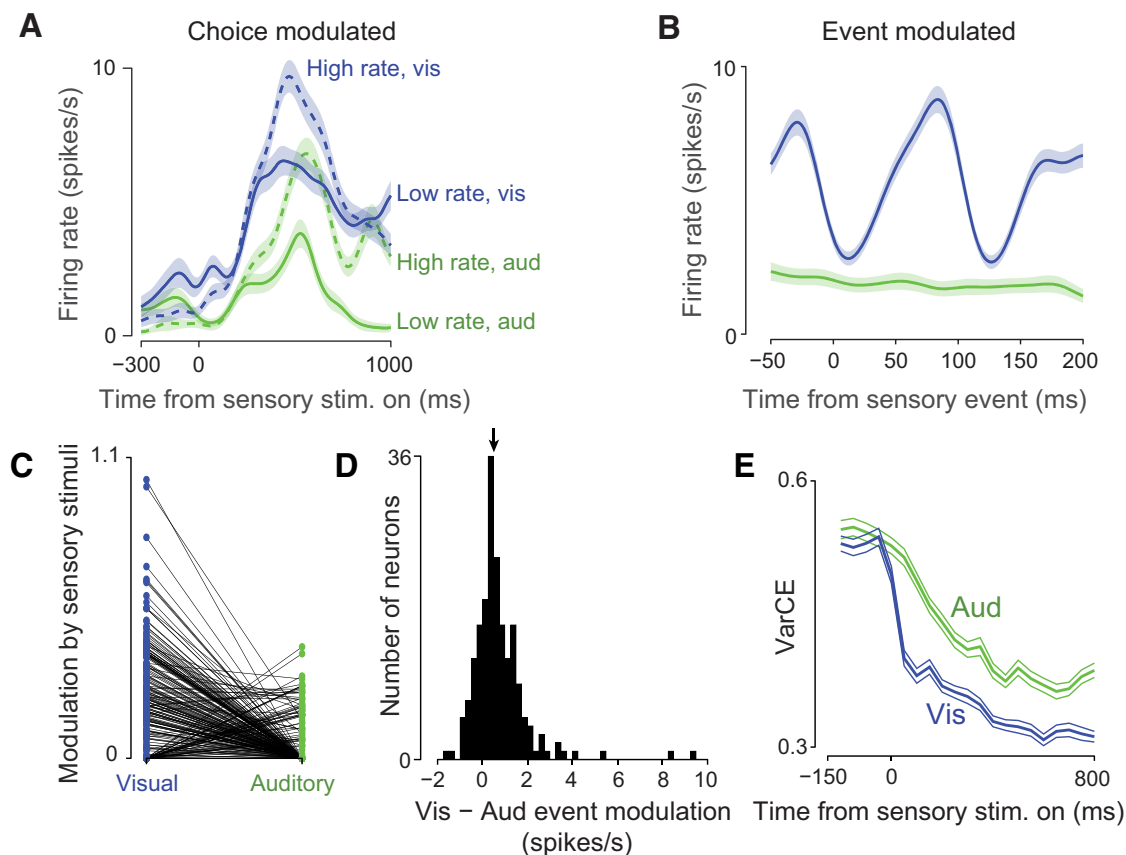 A
Choice modulated
10
0
Firing rate (spikes/s)
High rate, vis
Low rate, vis
High rate, aud
Low rate, aud
−300
0
1000
Time from sensory stim. on (ms)
B
Event modulated
10
0
Firing rate (spikes/s)
−50
0
50
100
150
200
Time from sensory event (ms)
C
Modulation by sensory stimuli
1.1
0
Visual
Auditory
D
36
0
Number of neurons
−2
0
2
4
6
8
10
Vis − Aud event modulation
(spikes/s)
E
0.6
0.3
VarCE
Aud
Vis
−150
0
800
Time from sensory stim. on (ms)